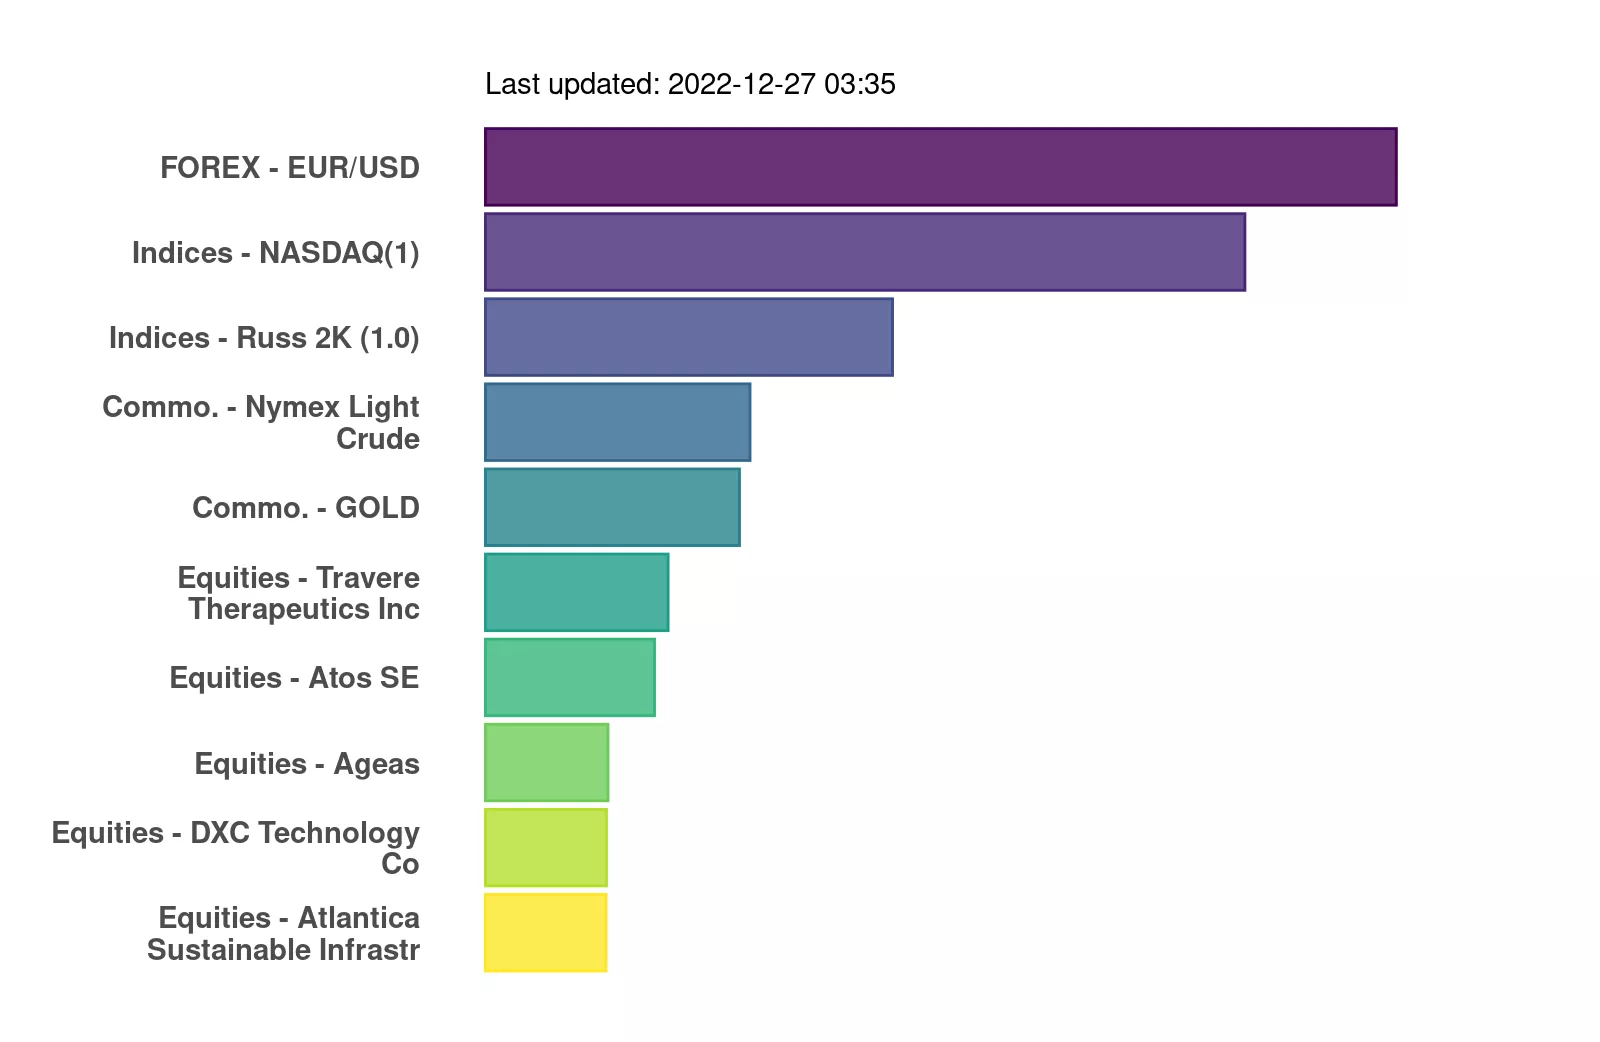 Last updated: 2022-12-27 03:35
FOREX - EUR/USD
Indices - NASDAQ(1)
Indices - Russ 2K (1.0)
Commo. - Nymex Light
Crude
Commo. - GOLD
Equities - Travere
Therapeutics Inc
Equities - Atos SE
Equities - Ageas
Equities - DXC Technology
Co
Equities - Atlantica
Sustainable Infrastr